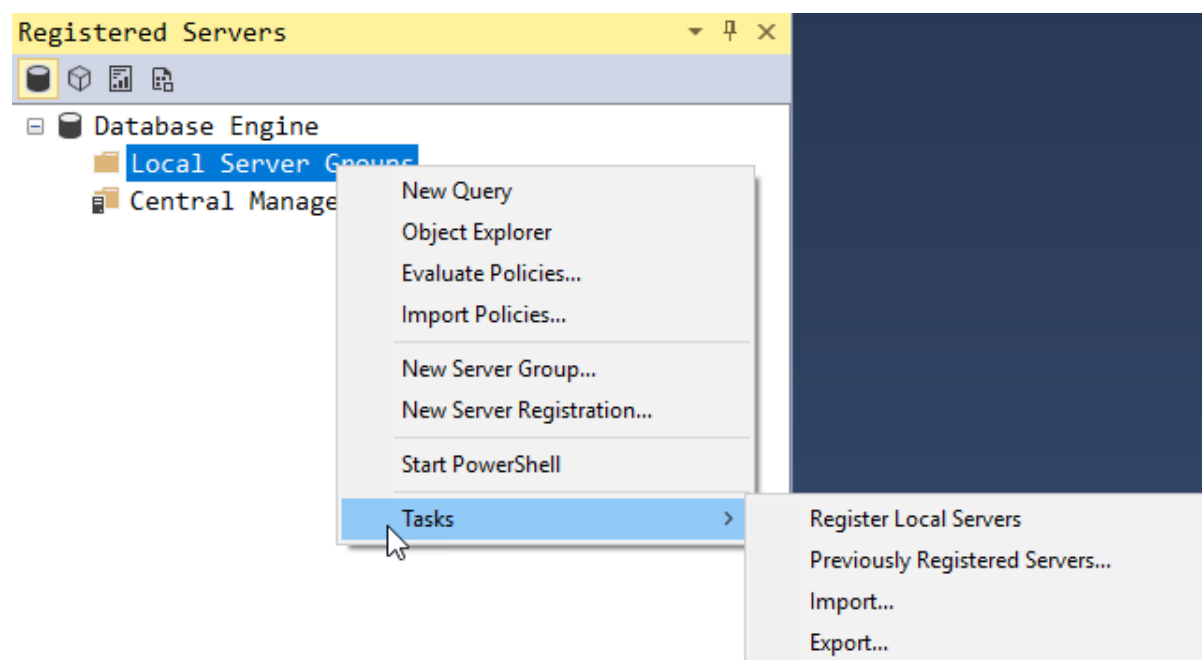 Registered Servers
Database Engine
Local Server Groups
Central Manage
New Query
Object Explorer
Evaluate Policies...
Import Policies...
New Server Group...
New Server Registration...
Start PowerShell
Tasks
Register Local Servers
Previously Registered Servers...
Import...
Export...